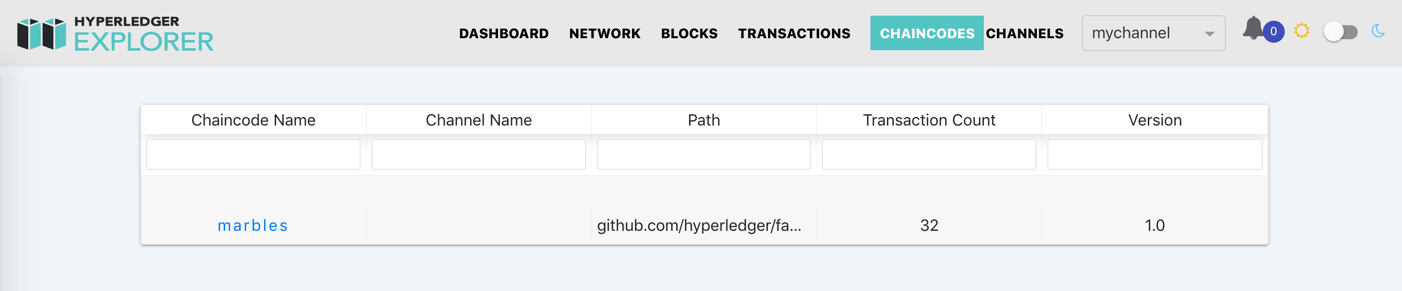 HYPERLEDGER
EXPLORER
DASHBOARD NETWORK BLOCKS TRANSACTIONS CHAINCODES CHANNELS mychannel 0
Chaincode Name Channel Name Path Transaction Count Version
marbles github.com/hyperledger/fa... 32 1.0